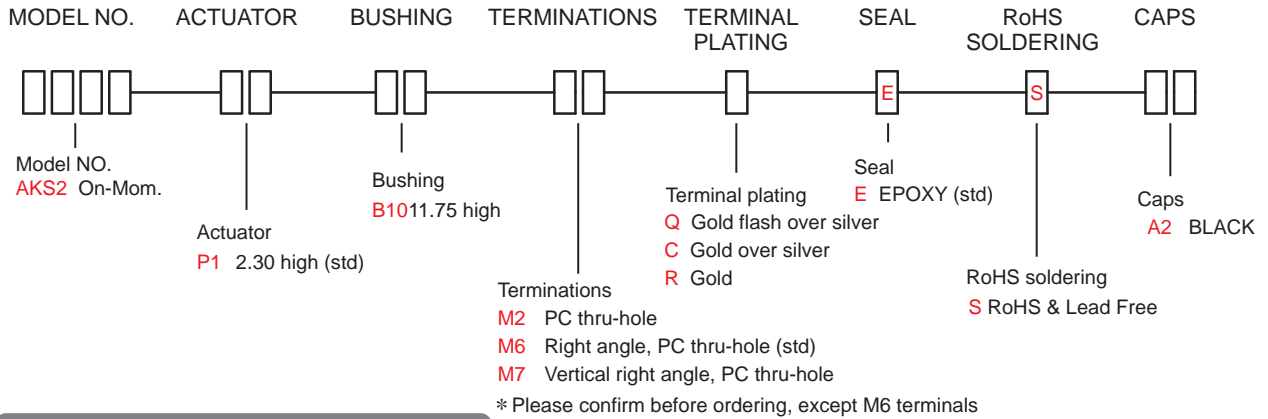 MODEL NO. ACTUATOR BUSHING TERMINATIONS TERMINAL PLATING SEAL RoHS SOLDERING CAPS
E S
Model NO.
AKS2 On-Mom.
Actuator
P1 2.30 high (std)
Bushing
B1011.75 high
Terminations
M2 PC thru-hole
M6 Right angle, PC thru-hole (std)
M7 Vertical right angle, PC thru-hole
* Please confirm before ordering, except M6 terminals
Terminal plating
Q Gold flash over silver
C Gold over silver
R Gold
Seal
E EPOXY (std)
RoHS soldering
S RoHS & Lead Free
Caps
A2 BLACK